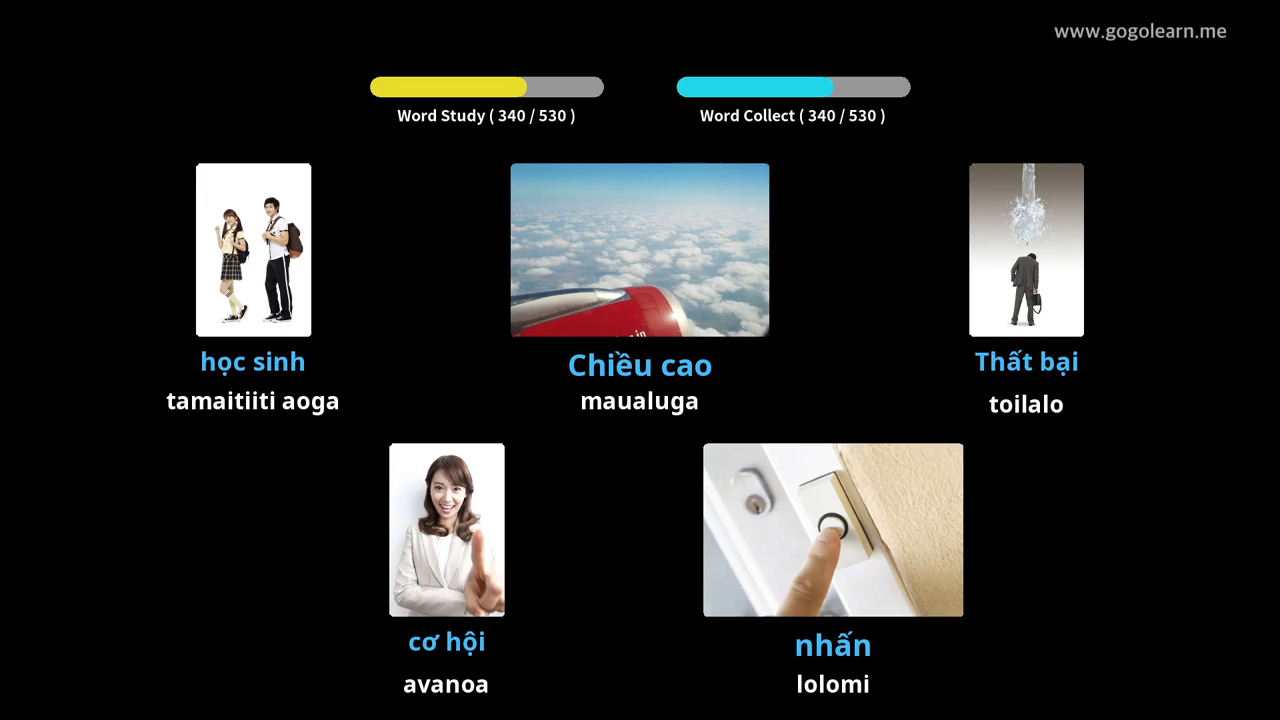 www.gogolearn.me
Word Study ( 340 / 530 )
Word Collect ( 340 / 530 )
học sinh
tamaitiiti aoga
Chiều cao
maualuga
Thất bại
toilalo
cơ hội
avanoa
nhấn
lolomi